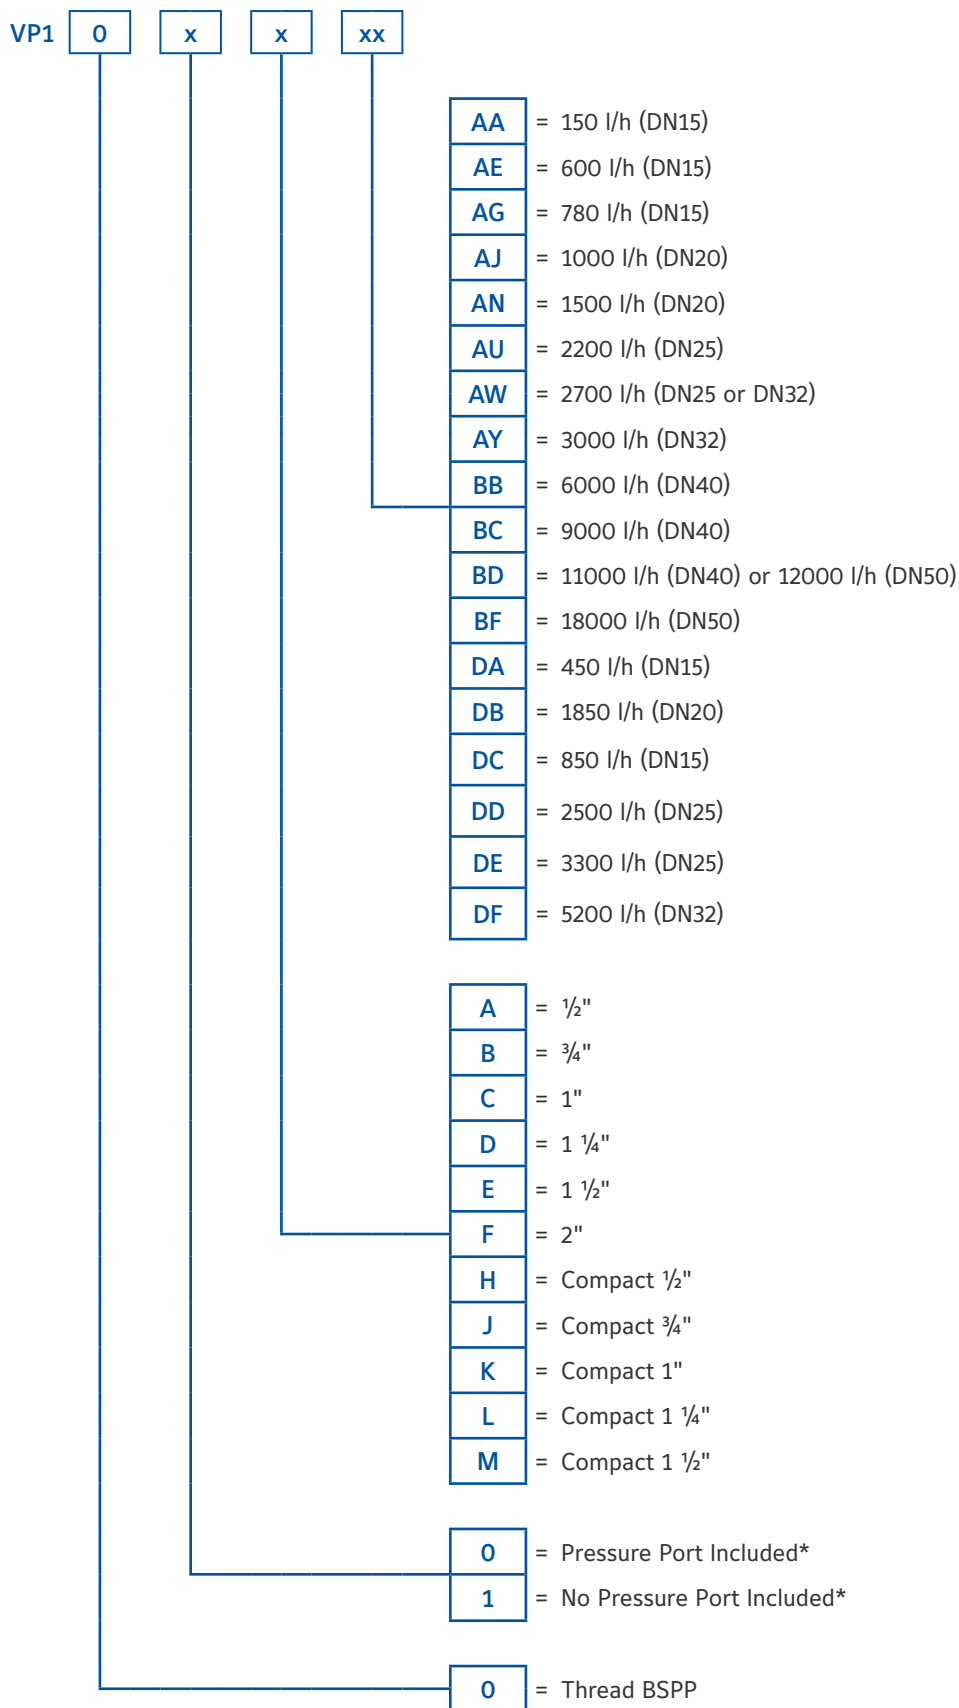 VP1 0 x x xx
AA = 150 l/h (DN15)
AE = 600 l/h (DN15)
AG = 780 l/h (DN15)
AJ = 1000 l/h (DN20)
AN = 1500 l/h (DN20)
AU = 2200 l/h (DN25)
AW = 2700 l/h (DN25 or DN32)
AY = 3000 l/h (DN32)
BB = 6000 l/h (DN40)
BC = 9000 l/h (DN40)
BD = 11000 l/h (DN40) or 12000 l/h (DN50)
BF = 18000 l/h (DN50)
DA = 450 l/h (DN15)
DB = 1850 l/h (DN20)
DC = 850 l/h (DN15)
DD = 2500 l/h (DN25)
DE = 3300 l/h (DN25)
DF = 5200 l/h (DN32)
A = ½"
B = ¾"
C = 1"
D = 1 ¼"
E = 1 ½"
F = 2"
H = Compact ½"
J = Compact ¾"
K = Compact 1"
L = Compact 1 ¼"
M = Compact 1 ½"
0 = Pressure Port Included*
1 = No Pressure Port Included*
0 = Thread BSPP